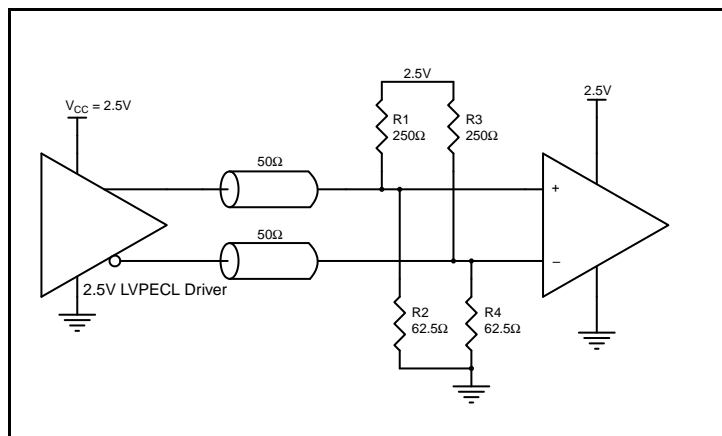 2.5V
2.5V
V_CC = 2.5V
R1
250Ω
R3
250Ω
50Ω
+
50Ω
–
2.5V LVPECL Driver
R2
62.5Ω
R4
62.5Ω